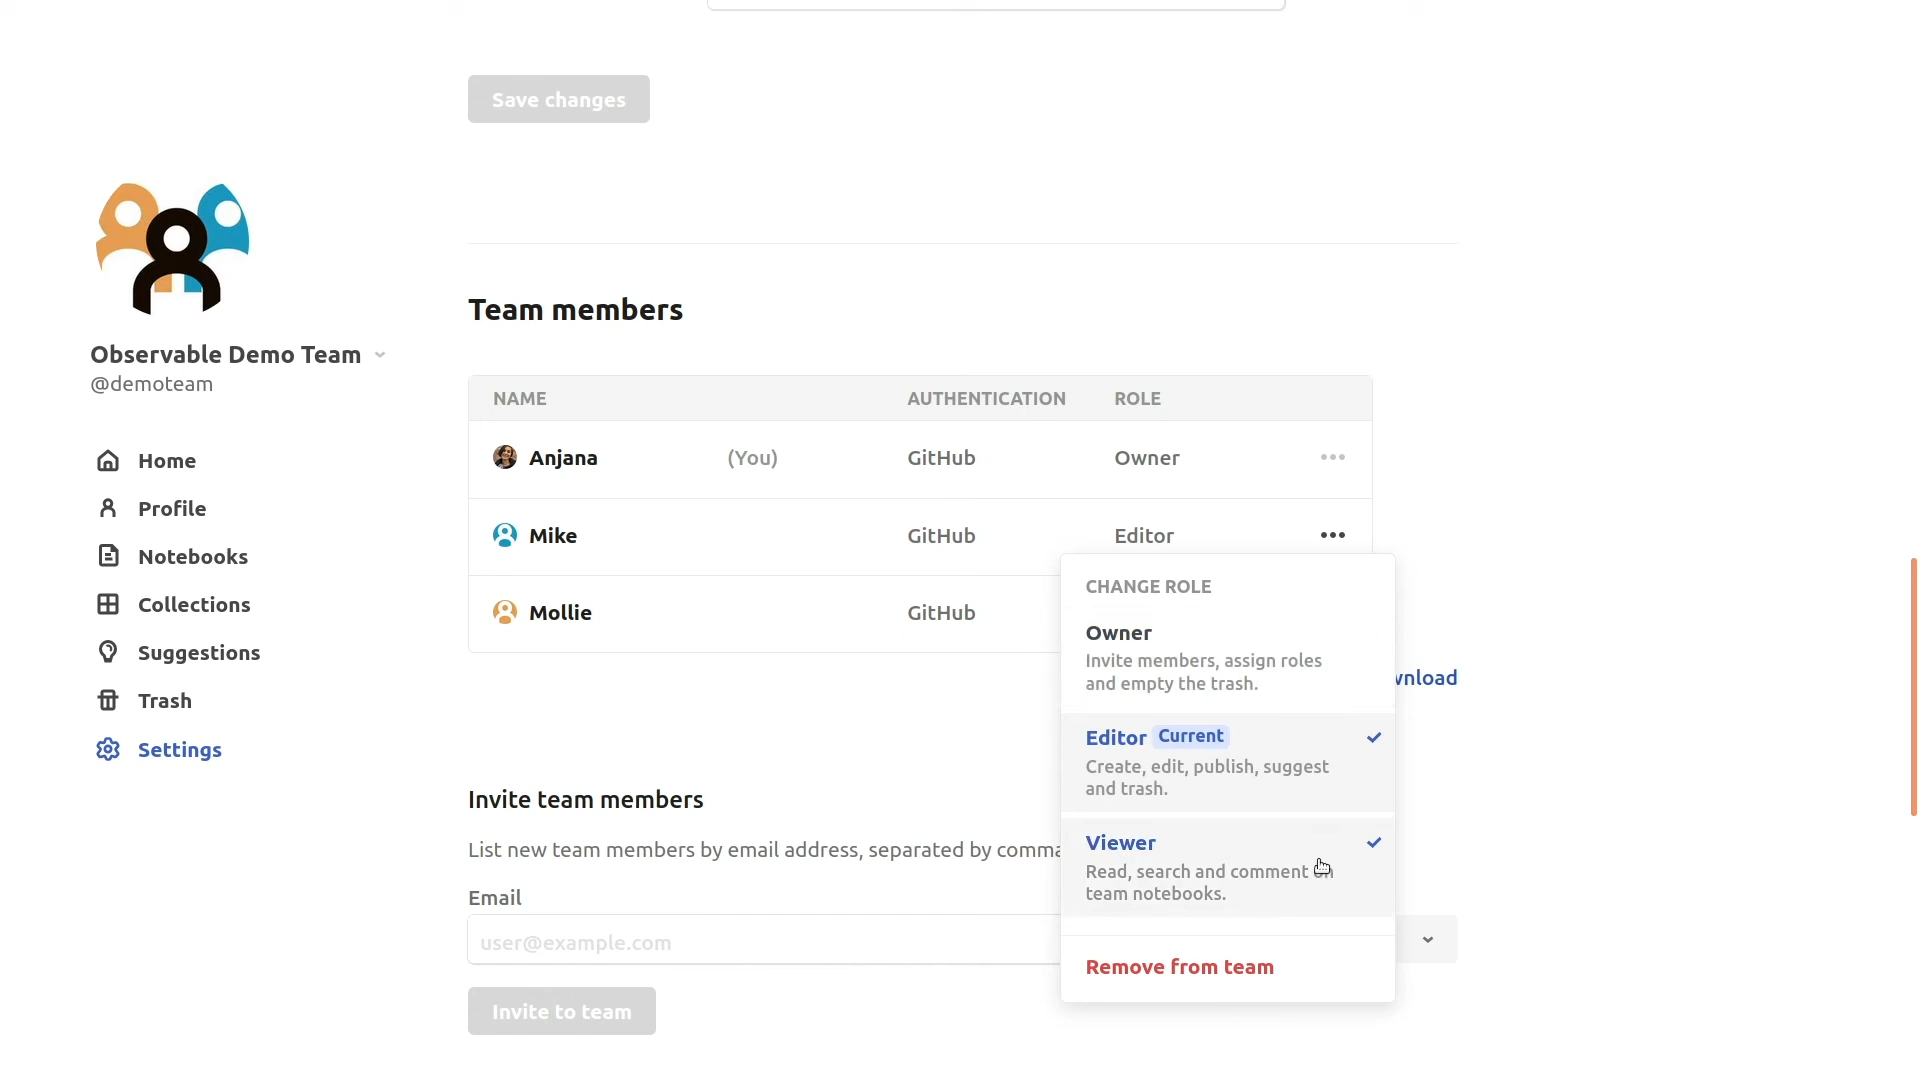 Save changes
Observable Demo Team
@demoteam
Home
Profile
Notebooks
Collections
Suggestions
Trash
Settings
Team members
NAME AUTHENTICATION ROLE
Anjana (You) GitHub Owner
Mike GitHub Editor
Mollie GitHub
CHANGE ROLE
Owner
Invite members, assign roles
and empty the trash.
Editor Current
Create, edit, publish, suggest
and trash.
Viewer
Read, search and comment on
team notebooks.
Remove from team
wnload
Invite team members
List new team members by email address, separated by comma
Email
user@example.com
Invite to team